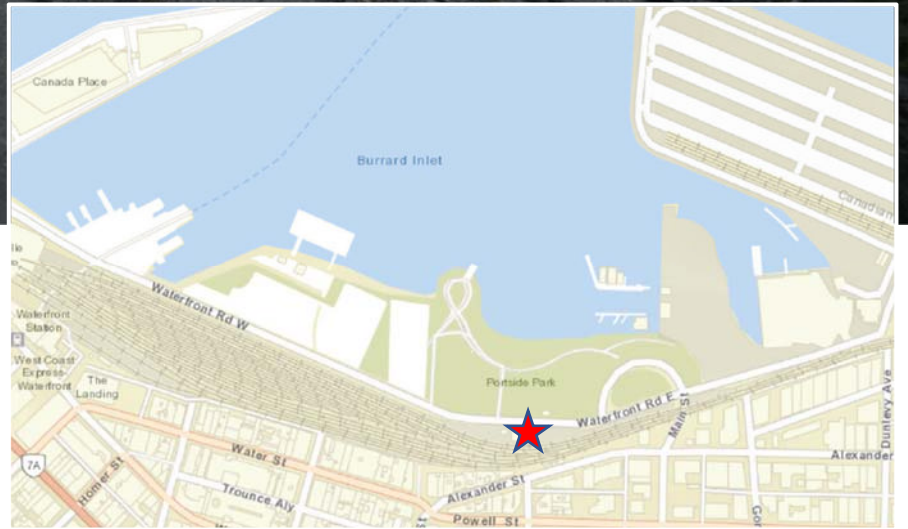 Canada Place
Burrard Inlet
Canadian
Waterfront Rd W
Waterfront
Station
West Coast
Express-
Waterfront
The
Landing
Portside Park
Waterfront Rd E
Main St
Dunlevy Ave
Alexander
7A
Homer St
Water St
Trounce Aly
Alexander St
Powell St